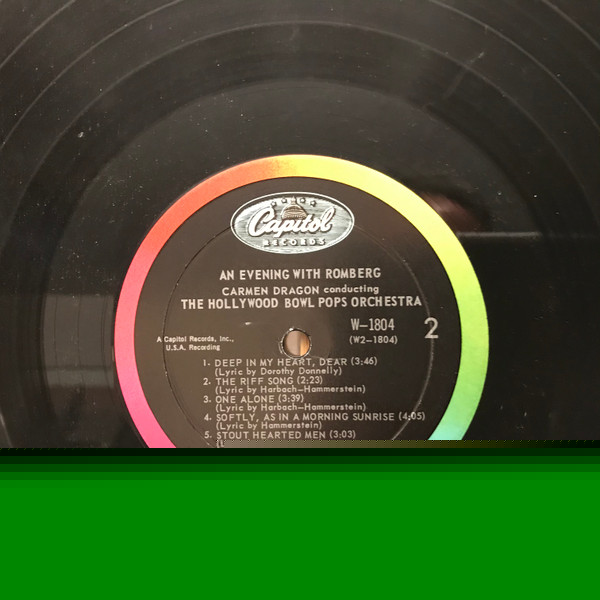 Capitol
RECORDS
AN EVENING WITH ROMBERG
CARMEN DRAGON conducting
THE HOLLYWOOD BOWL POPS ORCHESTRA
W-1804
2
(W2-1804)
A Capitol Records, Inc.,
U.S.A. Recording
1. DEEP IN MY HEART, DEAR (3:46)
(Lyric by Dorothy Donnelly)
2. THE RIFF SONG (2:23)
(Lyric by Harbach-Hammerstein)
3. ONE ALONE (3:39)
(Lyric by Harbach-Hammerstein)
4. SOFTLY, AS IN A MORNING SUNRISE (4:05)
(Lyric by Hammerstein)
5. STOUT HEARTED MEN (3:03)